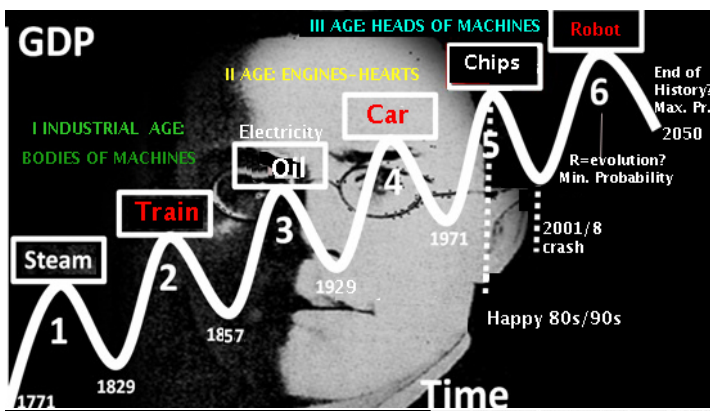 GDP
III AGE: HEADS OF MACHINES
Robot
II AGE: ENGINES-HEARTS
Chips
End of
History?
Max. Pr.
2050
I INDUSTRIAL AGE:
BODIES OF MACHINES
Electricity
Car
Oil
Train
Steam
1
2
3
4
5
6
R=evolution?
Min. Probability
1771
1829
1857
1929
1971
2001/8
crash
Happy 80s/90s
Time